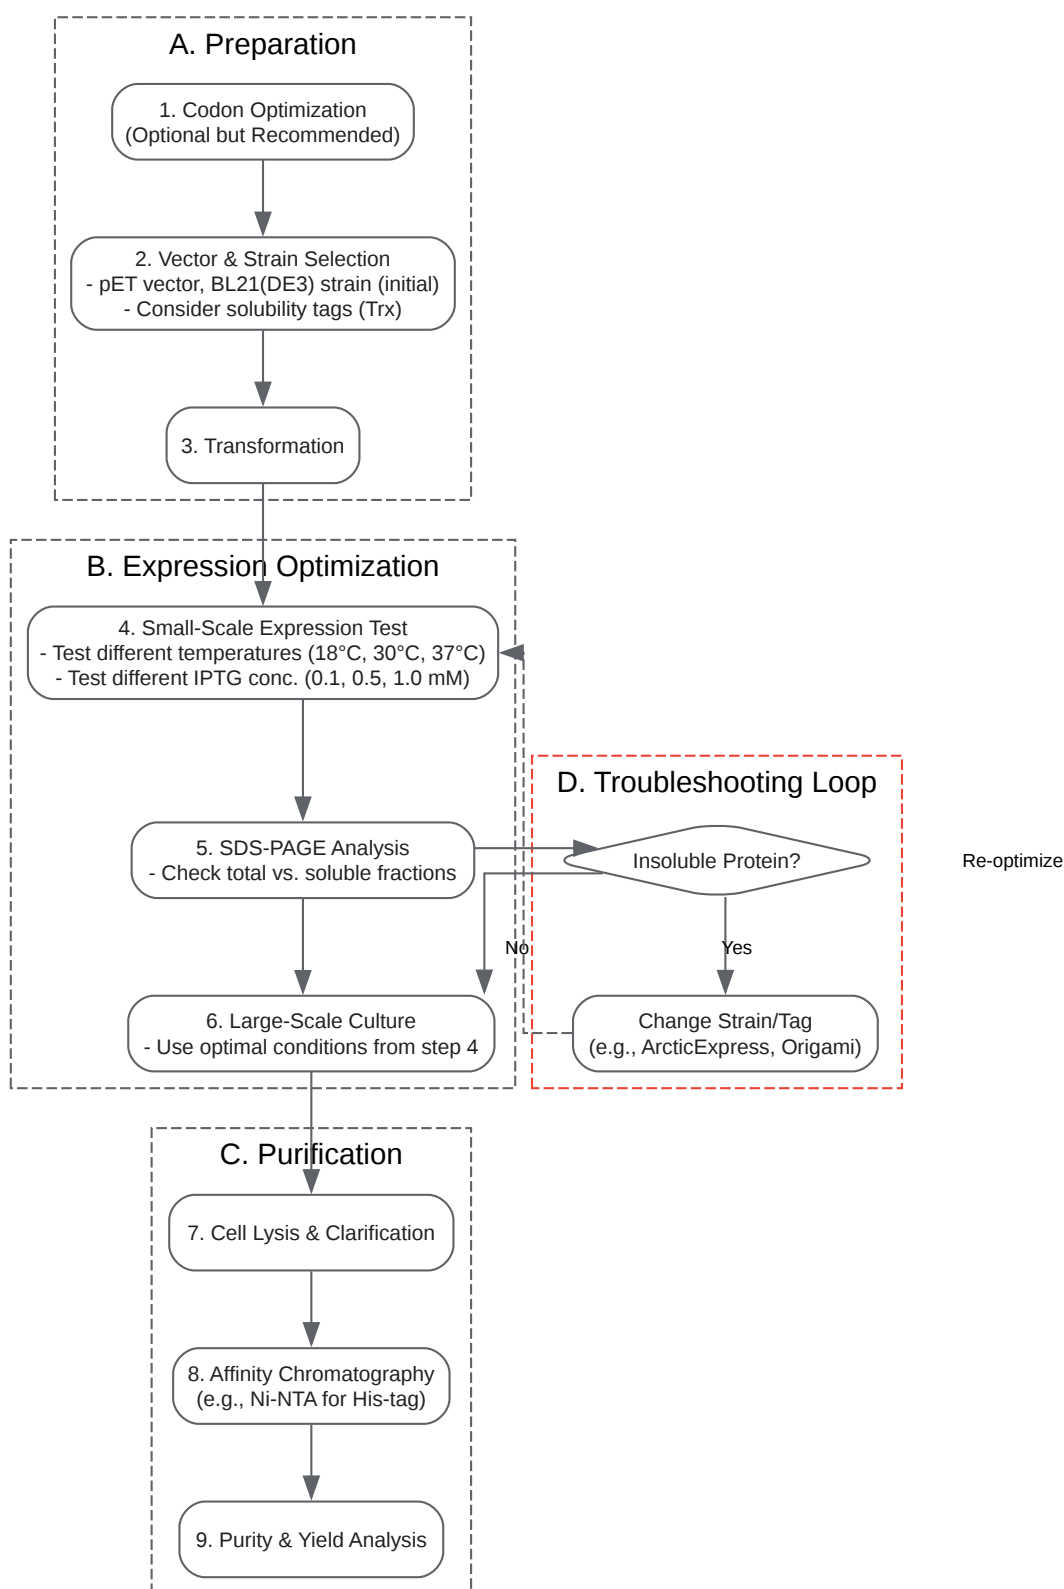 A. Preparation
1. Codon Optimization
(Optional but Recommended)
2. Vector & Strain Selection
- pET vector, BL21(DE3) strain (initial)
- Consider solubility tags (Trx)
3. Transformation
B. Expression Optimization
4. Small-Scale Expression Test
- Test different temperatures (18°C, 30°C, 37°C)
- Test different IPTG conc. (0.1, 0.5, 1.0 mM)
D. Troubleshooting Loop
5. SDS-PAGE Analysis
- Check total vs. soluble fractions
Insoluble Protein?
Re-optimize
No
Yes
6. Large-Scale Culture
- Use optimal conditions from step 4
Change Strain/Tag
(e.g., ArcticExpress, Origami)
C. Purification
7. Cell Lysis & Clarification
8. Affinity Chromatography
(e.g., Ni-NTA for His-tag)
9. Purity & Yield Analysis